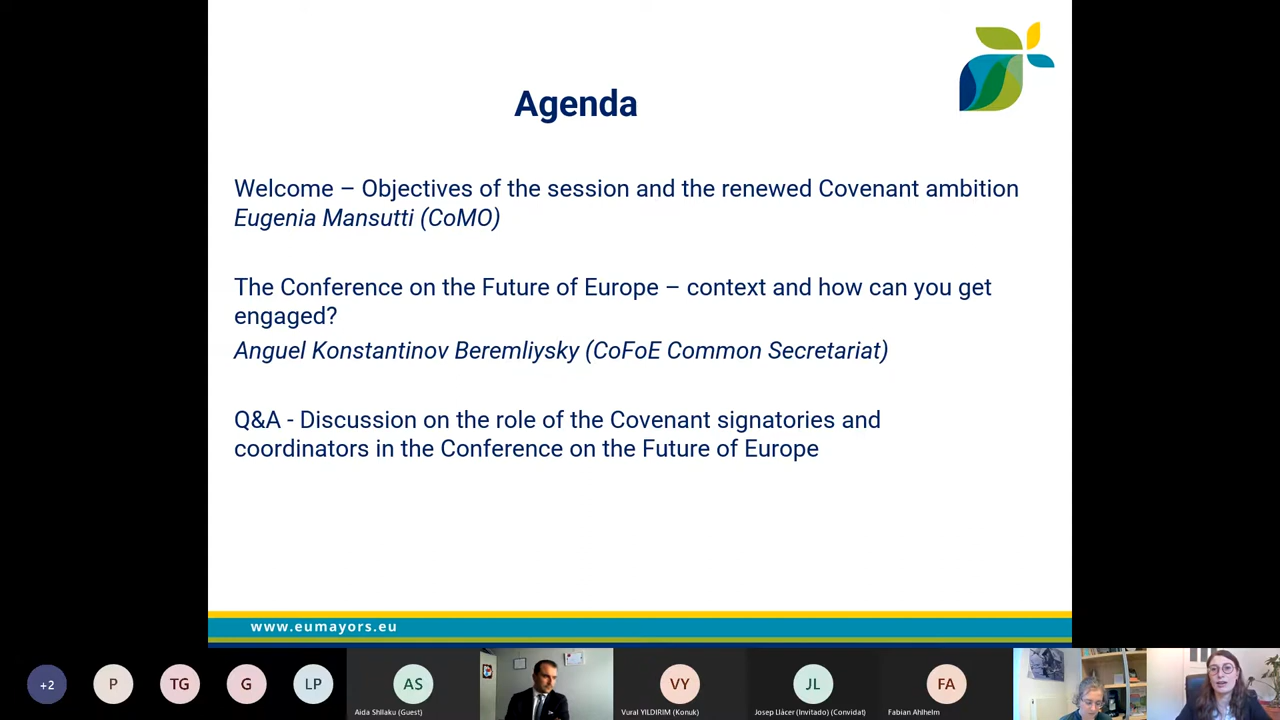 Agenda
Welcome – Objectives of the session and the renewed Covenant ambition
Eugenia Mansutti (CoMO)
The Conference on the Future of Europe – context and how can you get
engaged?
Anguel Konstantinov Beremliysky (CoFoE Common Secretariat)
Q&A - Discussion on the role of the Covenant signatories and
coordinators in the Conference on the Future of Europe
www.eumayors.eu
+2
P
TG
G
LP
AS
VY
JL
FA
Aida Shllaku (Guest)
Vural YILDIRIM (Konuk)
Josep Llácer (Invitado) (Convidat)
Fabian Ahlhelm